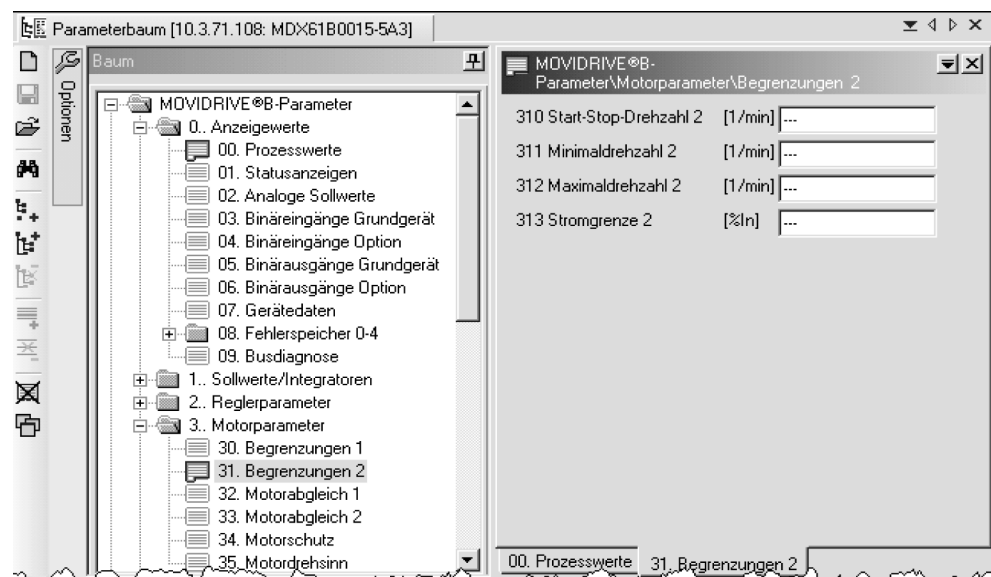 Parameterbaum [10.3.71.108: MDX61B0015-5A3]
Optionen
Baum
MOVIDRIVE®B-Parameter
0.. Anzeigewerte
00. Prozesswerte
01. Statusanzeigen
02. Analoge Sollwerte
03. Binäreingänge Grundgerät
04. Binäreingänge Option
05. Binärausgänge Grundgerät
06. Binärausgänge Option
07. Gerätedaten
08. Fehlerspeicher 0-4
09. Busdiagnose
1.. Sollwerte/Integratoren
2.. Reglerparameter
3.. Motorparameter
30. Begrenzungen 1
31. Begrenzungen 2
32. Motorabgleich 1
33. Motorabgleich 2
34. Motorschutz
35. Motordrehsinn
MOVIDRIVE®B-
Parameter\Motorparameter\Begrenzungen 2
310 Start-Stop-Drehzahl 2 [1/min] ---
311 Minimaldrehzahl 2 [1/min] ---
312 Maximaldrehzahl 2 [1/min] ---
313 Stromgrenze 2 [%In] ---
00. Prozesswerte 31. Begrenzungen 2